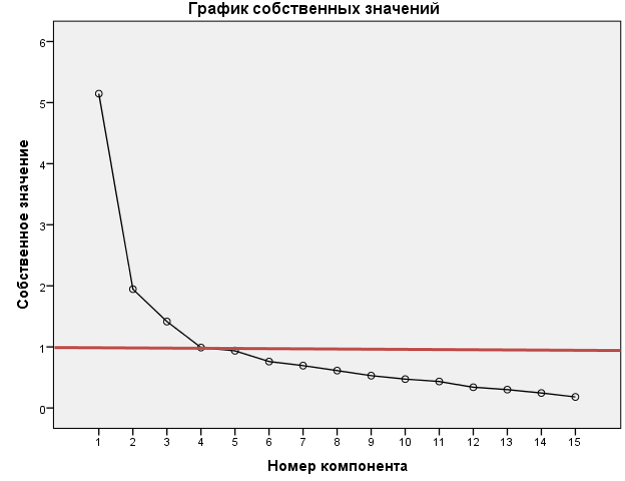 График собственных значений
6
5
4
3
2
1
0
Собственное значение
1 2 3 4 5 6 7 8 9 10 11 12 13 14 15
Номер компонента